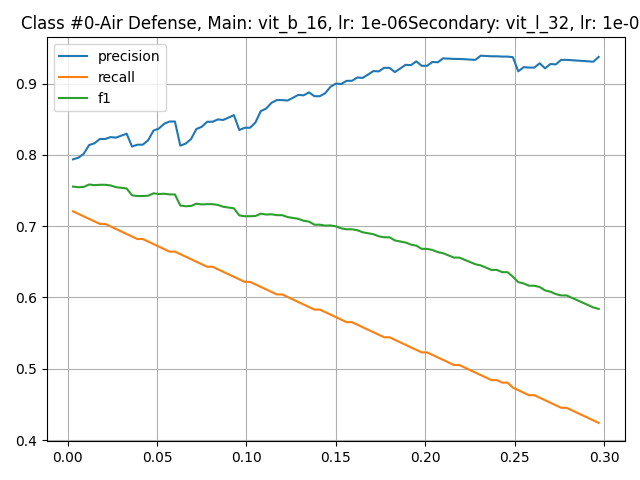 Class #0-Air Defense, Main: vit_b_16, lr: 1e-06Secondary: vit_l_32, lr: 1e-0
precision
recall
f1
0.9
0.8
0.7
0.6
0.5
0.4
0.00 0.05 0.10 0.15 0.20 0.25 0.30